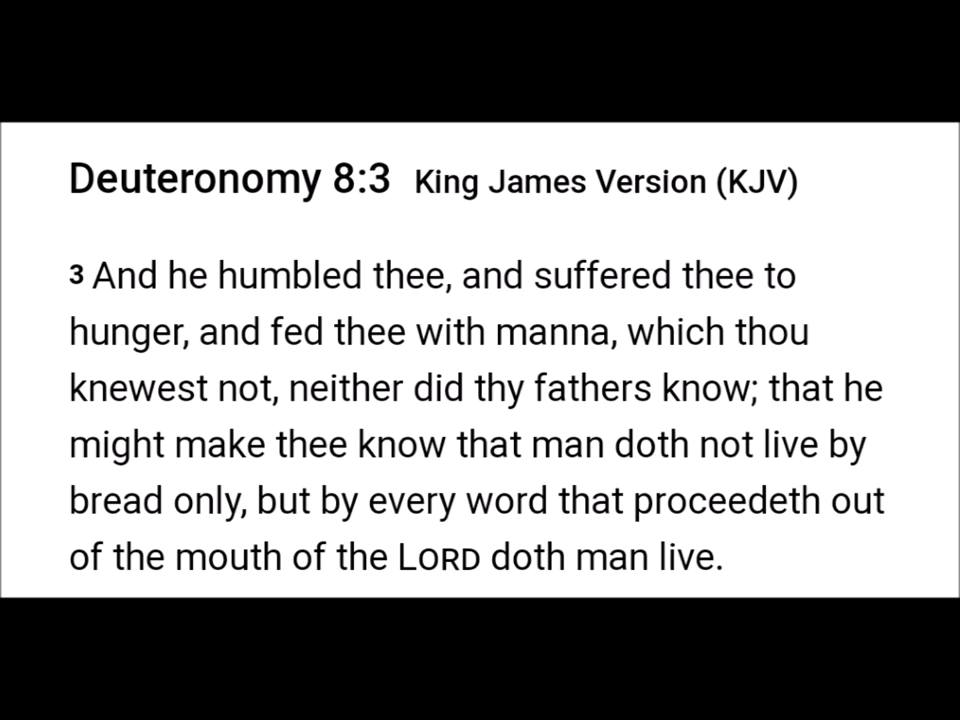 Deuteronomy 8:3 King James Version (KJV)
3 And he humbled thee, and suffered thee to
hunger, and fed thee with manna, which thou
knewest not, neither did thy fathers know; that he
might make thee know that man doth not live by
bread only, but by every word that proceedeth out
of the mouth of the LORD doth man live.